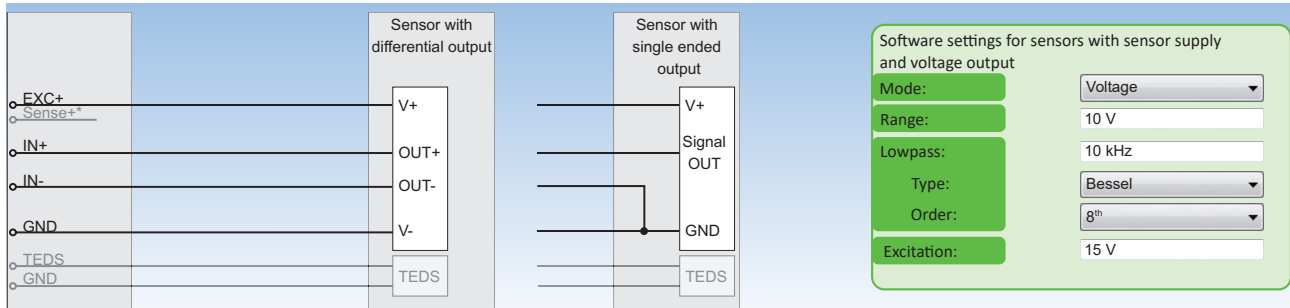 EXC+
Sense+*
IN+
IN-
GND
TEDS
GND
Sensor with
differential output
V+
OUT+
OUT-
V-
TEDS
Sensor with
single ended
output
V+
Signal
OUT
GND
TEDS
Software settings for sensors with sensor supply
and voltage output
Mode: Voltage
Range: 10 V
Lowpass: 10 kHz
Type: Bessel
Order: 8th
Excitation: 15 V